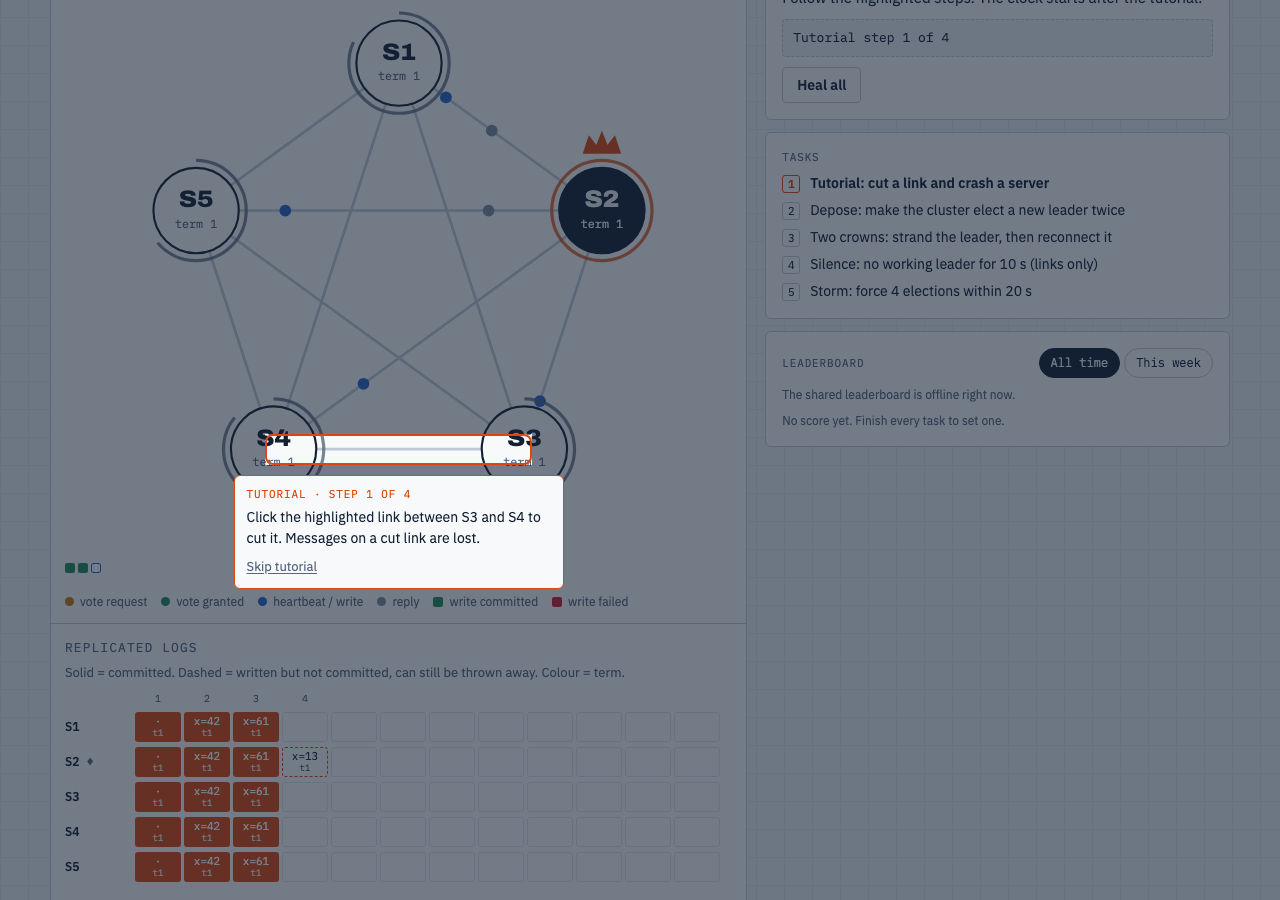 Follow the highlighted steps. The clock starts after the tutorial.
Tutorial step 1 of 4
Heal all
TASKS
1 Tutorial: cut a link and crash a server
2 Depose: make the cluster elect a new leader twice
3 Two crowns: strand the leader, then reconnect it
4 Silence: no working leader for 10 s (links only)
5 Storm: force 4 elections within 20 s
LEADERBOARD
All time
This week
The shared leaderboard is offline right now.
No score yet. Finish every task to set one.
S1
term 1
S5
term 1
S2
term 1
S4
term 1
S3
term 1
TUTORIAL · STEP 1 OF 4
Click the highlighted link between S3 and S4 to
cut it. Messages on a cut link are lost.
Skip tutorial
vote request
vote granted
heartbeat / write
reply
write committed
write failed
REPLICATED LOGS
Solid = committed. Dashed = written but not committed, can still be thrown away. Colour = term.
1 2 3 4
S1 · x=42 x=61
t1 t1 t1
S2 ♦ · x=42 x=61 x=13
t1 t1 t1 t1
S3 · x=42 x=61
t1 t1 t1
S4 · x=42 x=61
t1 t1 t1
S5 · x=42 x=61
t1 t1 t1